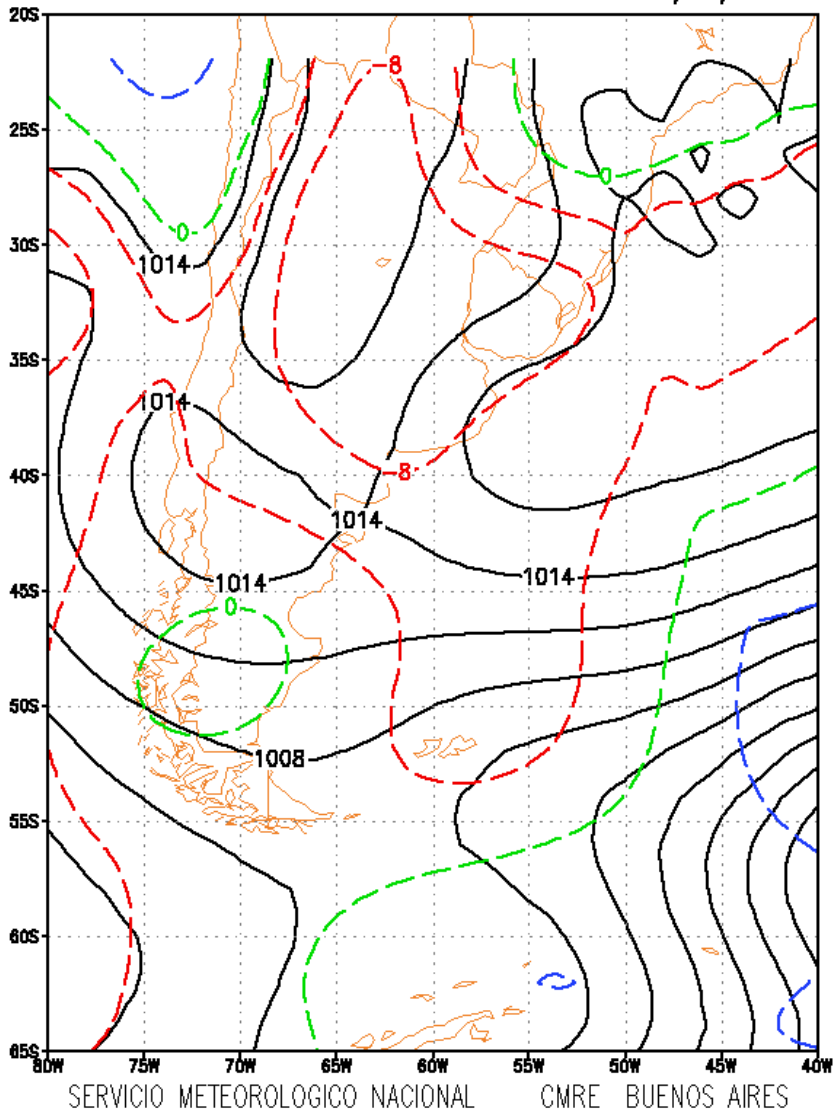 20S
-8
25S
0
0-
30S
1014
35S
1014
-8-
40S
1014
1014
1014
45S
0
50S
1008
55S
60S
65S
80W 75W 70W 65W 60W 55W 50W 45W 40W
SERVICIO METEOROLOGICO NACIONAL CMRE BUENOS AIRES